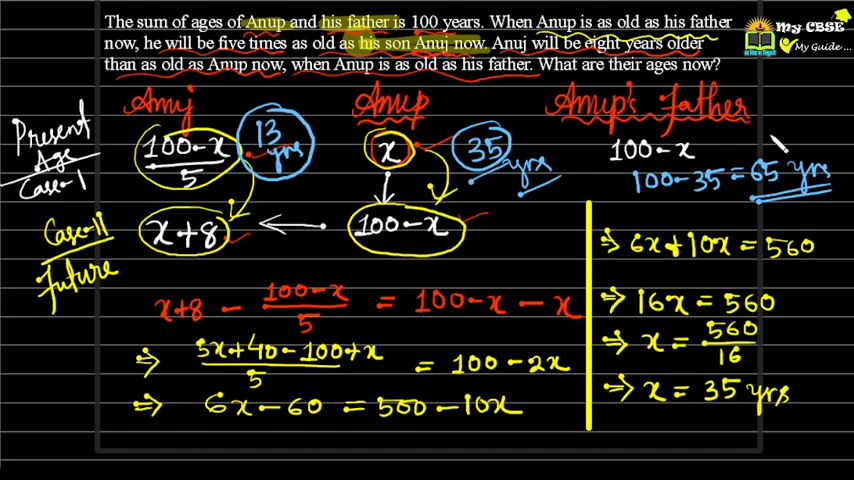 The sum of ages of Anup and his father is 100 years. When Anup is as old as his father
now, he will be five times as old as his son Anuj now. Anuj will be eight years older
than as old as Anup now, when Anup is as old as his father. What are their ages now?
My CBSE
My Guide ...
Anuj Anup Anup's Father
Present Age Case-I
100-x/5 13 yrs x 35 yrs 100-x
100-35=65 yrs
Case-II Future
x+8 100-x
x+8 - 100-x/5 = 100-x-x
⇒ 5x+40-100+x/5 = 100-2x
⇒ 6x-60 = 500-10x
⇒ 6x+10x=560
⇒ 16x=560
⇒ x=560/16
⇒ x=35 yrs